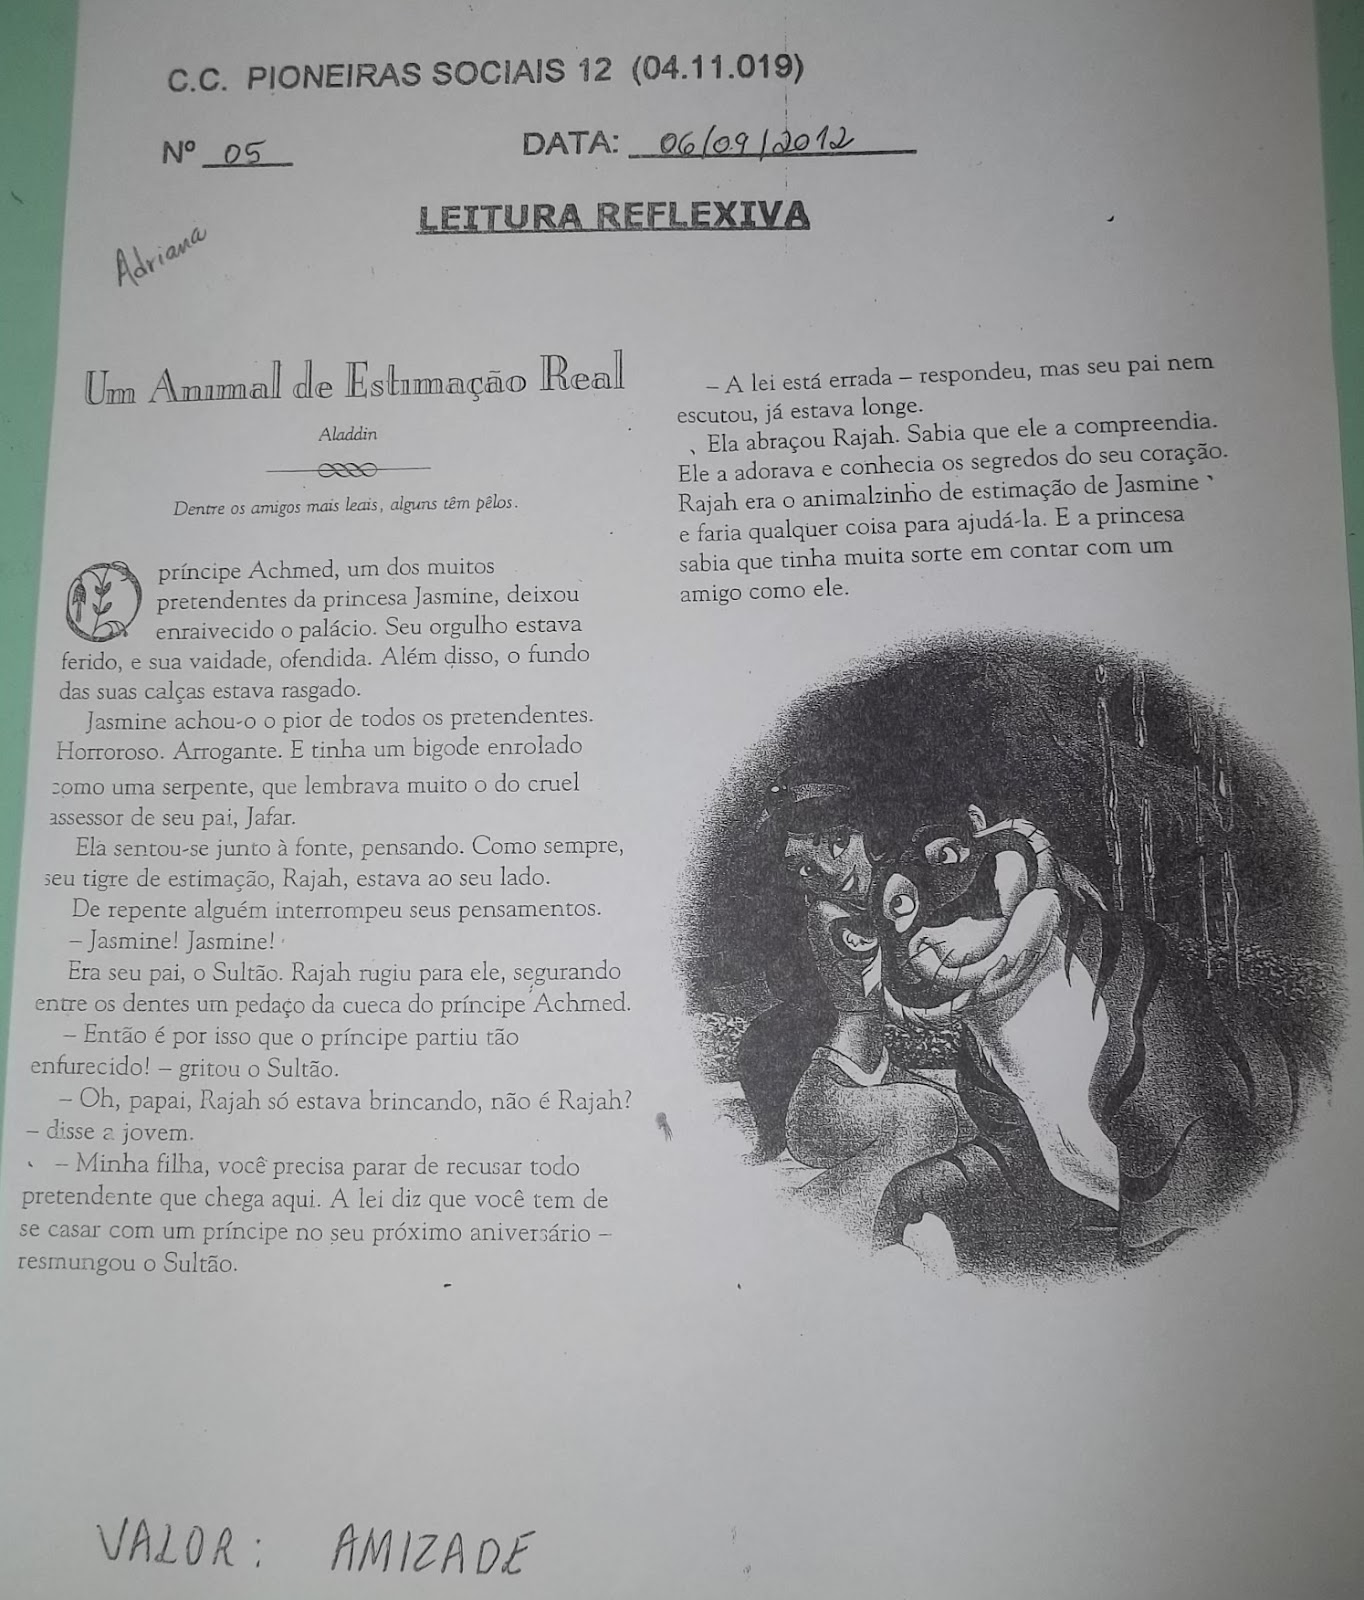 C.C. PIONEIRAS SOCIAIS 12 (04.11.019)
Nº 05 DATA: 06/09/2012
LEITURA REFLEXIVA
Adriana
Um Animal de Estimação Real
Aladdin
Dentre os amigos mais leais, alguns têm pêlos.
O príncipe Achmed, um dos muitos
pretendentes da princesa Jasmine, deixou
enraivecido o palácio. Seu orgulho estava
ferido, e sua vaidade, ofendida. Além disso, o fundo
das suas calças estava rasgado.
Jasmine achou-o o pior de todos os pretendentes.
Horroroso. Arrogante. E tinha um bigode enrolado
como uma serpente, que lembrava muito o do cruel
assessor de seu pai, Jafar.
Ela sentou-se junto à fonte, pensando. Como sempre,
seu tigre de estimação, Rajah, estava ao seu lado.
De repente alguém interrompeu seus pensamentos.
– Jasmine! Jasmine!
Era seu pai, o Sultão. Rajah rugiu para ele, segurando
entre os dentes um pedaço da cueca do príncipe Achmed.
– Então é por isso que o príncipe partiu tão
enfurecido! – gritou o Sultão.
– Oh, papai, Rajah só estava brincando, não é Rajah?
– disse a jovem.
– Minha filha, você precisa parar de recusar todo
pretendente que chega aqui. A lei diz que você tem de
se casar com um príncipe no seu próximo aniversário –
resmungou o Sultão.
– A lei está errada – respondeu, mas seu pai nem
escutou, já estava longe.
Ela abraçou Rajah. Sabia que ele a compreendia.
Ele a adorava e conhecia os segredos do seu coração.
Rajah era o animalzinho de estimação de Jasmine
e faria qualquer coisa para ajudá-la. E a princesa
sabia que tinha muita sorte em contar com um
amigo como ele.
VALOR: AMIZADE